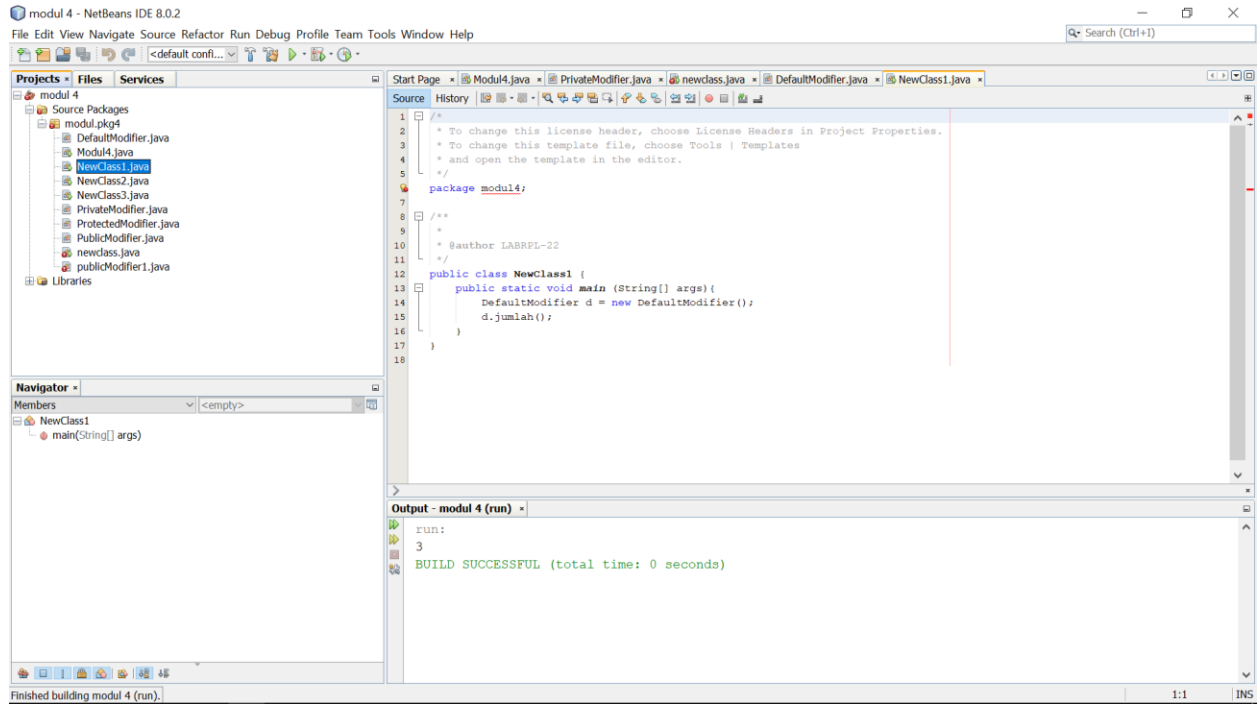 modul 4 - NetBeans IDE 8.0.2
File Edit View Navigate Source Refactor Run Debug Profile Team Tools Window Help
Search (Ctrl+I)
<default confi...
Projects Files Services
modul 4
Source Packages
modul.pkg4
DefaultModifier.java
Modul4.java
NewClass1.java
NewClass2.java
NewClass3.java
PrivateModifier.java
ProtectedModifier.java
PublicModifier.java
newclass.java
publicModifier1.java
Libraries
Navigator
Members <empty>
NewClass1
main(String[] args)
Start Page Modul4.java PrivateModifier.java newclass.java DefaultModifier.java NewClass1.java
Source History
1 /*
2 * To change this license header, choose License Headers in Project Properties.
3 * To change this template file, choose Tools | Templates
4 * and open the template in the editor.
5 */
package modul4;
7
8 /**
9 *
10 * @author LABRPL-22
11 */
12 public class NewClass1 {
13 public static void main (String[] args){
14 DefaultModifier d = new DefaultModifier();
15 d.jumlah();
16 }
17 }
18
Output - modul 4 (run)
run:
3
BUILD SUCCESSFUL (total time: 0 seconds)
Finished building modul 4 (run).
1:1 INS